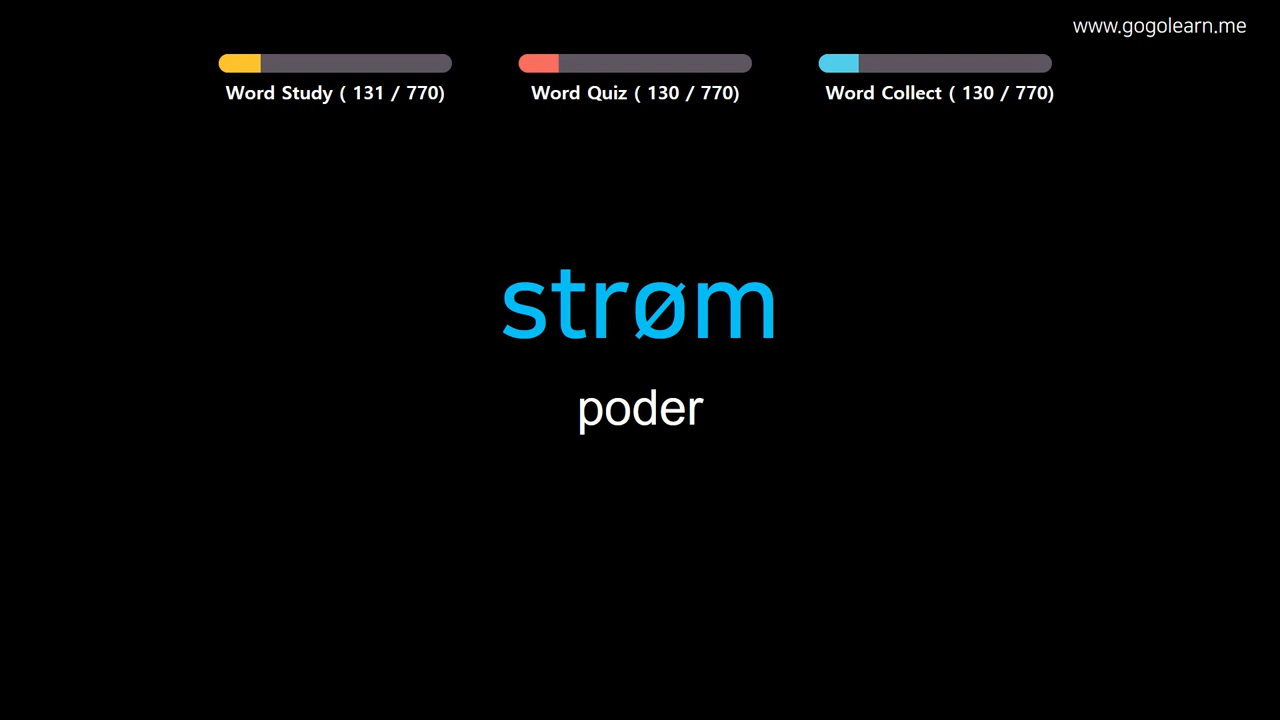 www.gogolearn.me
Word Study ( 131 / 770)
Word Quiz ( 130 / 770)
Word Collect ( 130 / 770)
strøm
poder